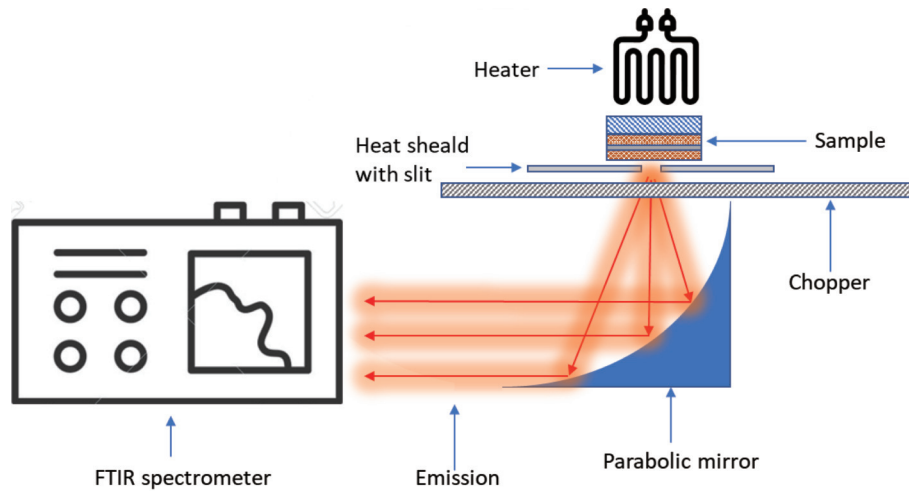 Heater
Sample
Heat sheald
with slit
Chopper
FTIR spectrometer
Emission
Parabolic mirror